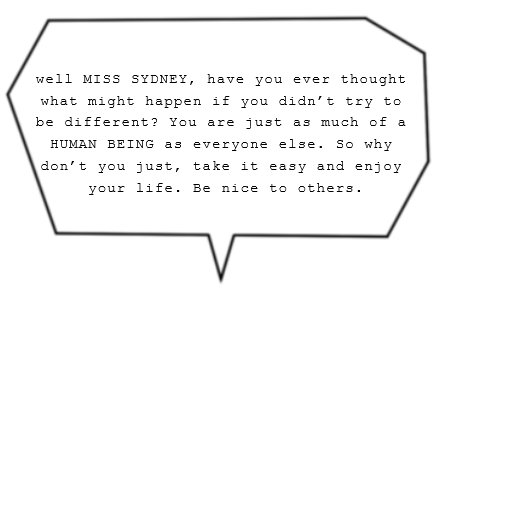 well MISS SYDNEY, have you ever thought
what might happen if you didn’t try to
be different? You are just as much of a
HUMAN BEING as everyone else. So why
don’t you just, take it easy and enjoy
your life. Be nice to others.